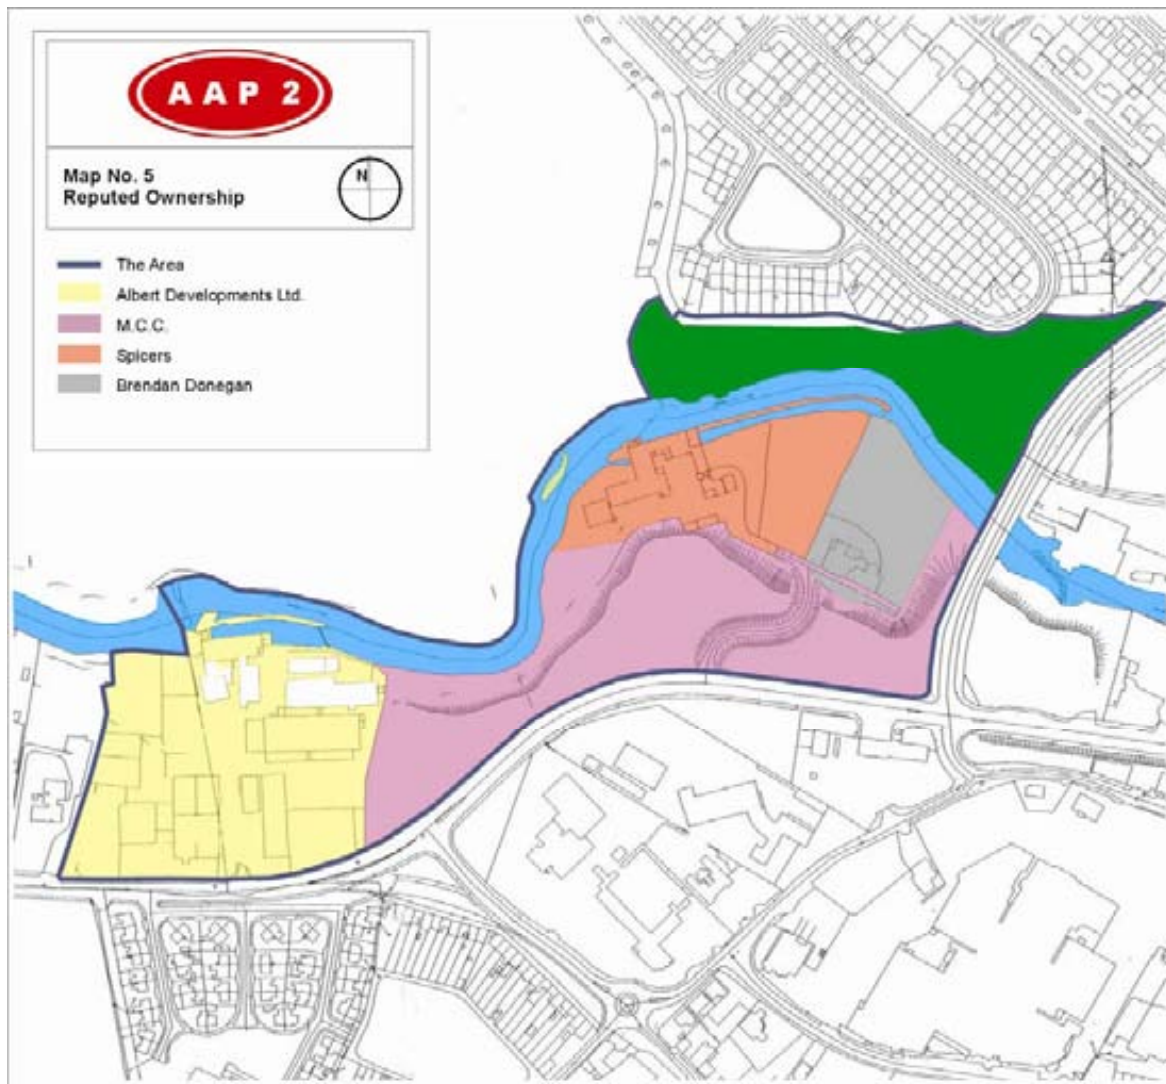 AAP 2
Map No. 5
Reputed Ownership
N
The Area
Albert Developments Ltd.
M.C.C.
Spicers
Brendan Donegan